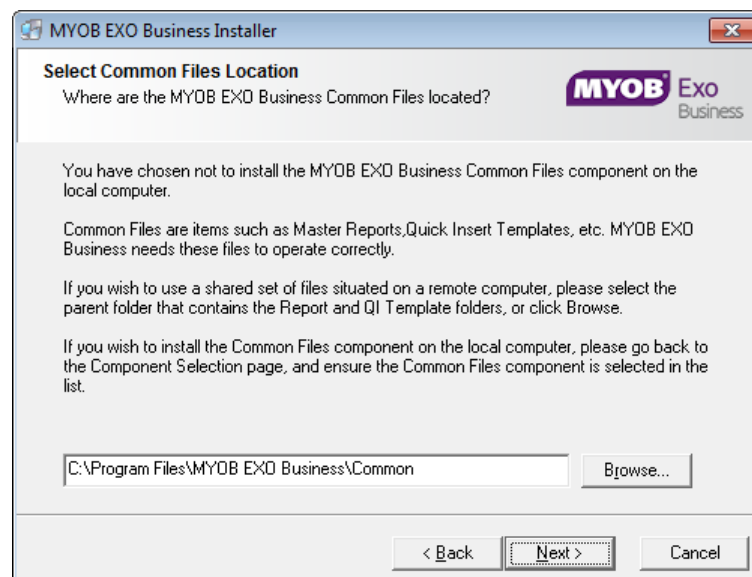 MYOB EXO Business Installer
Select Common Files Location
Where are the MYOB EXO Business Common Files located?
MYOB Exo
Business
You have chosen not to install the MYOB EXO Business Common Files component on the
local computer.
Common Files are items such as Master Reports,Quick Insert Templates, etc. MYOB EXO
Business needs these files to operate correctly.
If you wish to use a shared set of files situated on a remote computer, please select the
parent folder that contains the Report and QI Template folders, or click Browse.
If you wish to install the Common Files component on the local computer, please go back to
the Component Selection page, and ensure the Common Files component is selected in the
list.
C:\Program Files\MYOB EXO Business\Common
Browse...
< Back
Next >
Cancel